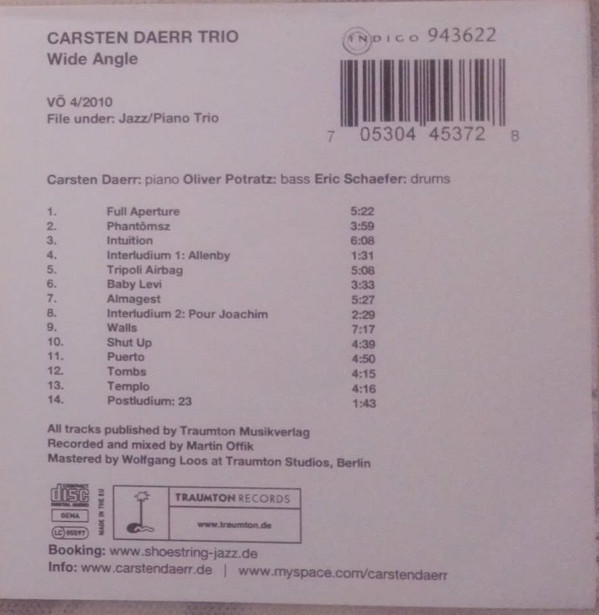 CARSTEN DAERR TRIO
Wide Angle
INDIGO 943622
VÖ 4/2010
File under: Jazz/Piano Trio
7 05304 45372 8
Carsten Daerr: piano Oliver Potratz: bass Eric Schaefer: drums
1. Full Aperture 5:22
2. Phantômsz 3:59
3. Intuition 6:08
4. Interludium 1: Allenby 1:31
5. Tripoli Airbag 5:08
6. Baby Levi 3:33
7. Almagest 5:27
8. Interludium 2: Pour Joachim 2:29
9. Walls 7:17
10. Shut Up 4:39
11. Puerto 4:50
12. Tombs 4:15
13. Templo 4:16
14. Postludium: 23 1:43
All tracks published by Traumton Musikverlag
Recorded and mixed by Martin Offik
Mastered by Wolfgang Loos at Traumton Studios, Berlin
COMPACT
disc
DIGITAL AUDIO
GEMA
LC 05597
MADE IN THE EU
TRAUMTON RECORDS
www.traumton.de
Booking: www.shoestring-jazz.de
Info: www.carstendaerr.de | www.myspace.com/carstendaerr